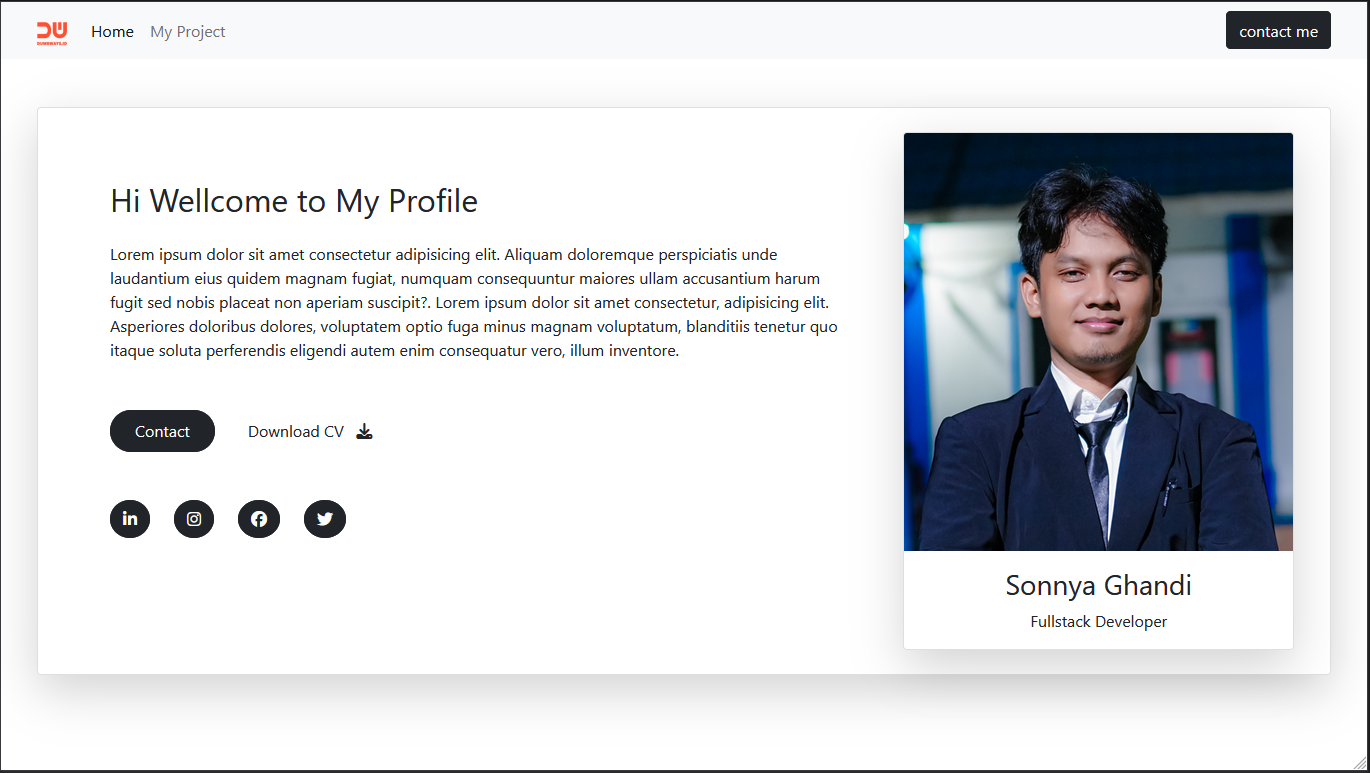 DUMBWAYS.ID
Home
My Project
contact me
Hi Wellcome to My Profile
Lorem ipsum dolor sit amet consectetur adipisicing elit. Aliquam doloremque perspiciatis unde
laudantium eius quidem magnam fugiat, numquam consequuntur maiores ullam accusantium harum
fugit sed nobis placeat non aperiam suscipit?. Lorem ipsum dolor sit amet consectetur, adipisicing elit.
Asperiores doloribus dolores, voluptatem optio fuga minus magnam voluptatum, blanditiis tenetur quo
itaque soluta perferendis eligendi autem enim consequatur vero, illum inventore.
Contact
Download CV
in
Sonnya Ghandi
Fullstack Developer